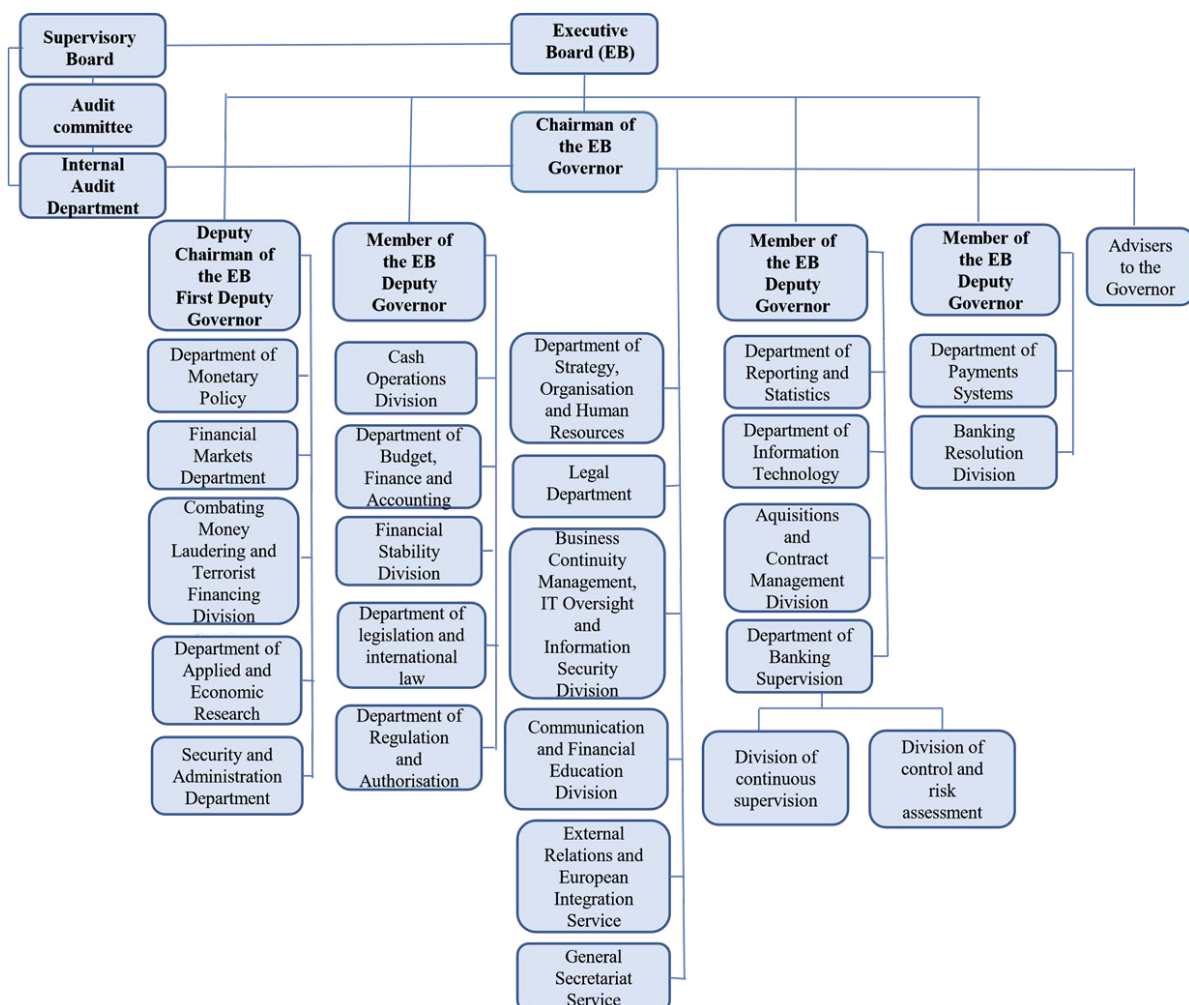 Supervisory
Board
Executive
Board (EB)
Audit
committee
Chairman of
the EB
Governor
Internal
Audit
Department
Deputy
Chairman of
the EB
First Deputy
Governor
Member of
the EB
Deputy
Governor
Member of
the EB
Deputy
Governor
Member of
the EB
Deputy
Governor
Advisers
to the
Governor
Department of
Monetary
Policy
Financial
Markets
Department
Combating
Money
Laudering and
Terrorist
Financing
Division
Department of
Applied and
Economic
Research
Security and
Administration
Department
Cash
Operations
Division
Department of
Budget,
Finance and
Accounting
Financial
Stability
Division
Department of
legislation and
international
law
Department of
Regulation
and
Authorisation
Department of
Strategy,
Organisation
and Human
Resources
Legal
Department
Business
Continuity
Management,
IT Oversight
and
Information
Security
Division
Communication
and Financial
Education
Division
External
Relations and
European
Integration
Service
General
Secretariat
Service
Department of
Reporting and
Statistics
Department of
Information
Technology
Aquisitions
and
Contract
Management
Division
Department of
Banking
Supervision
Division of
continuous
supervision
Division of
control and
risk
assessment
Department of
Payments
Systems
Banking
Resolution
Division